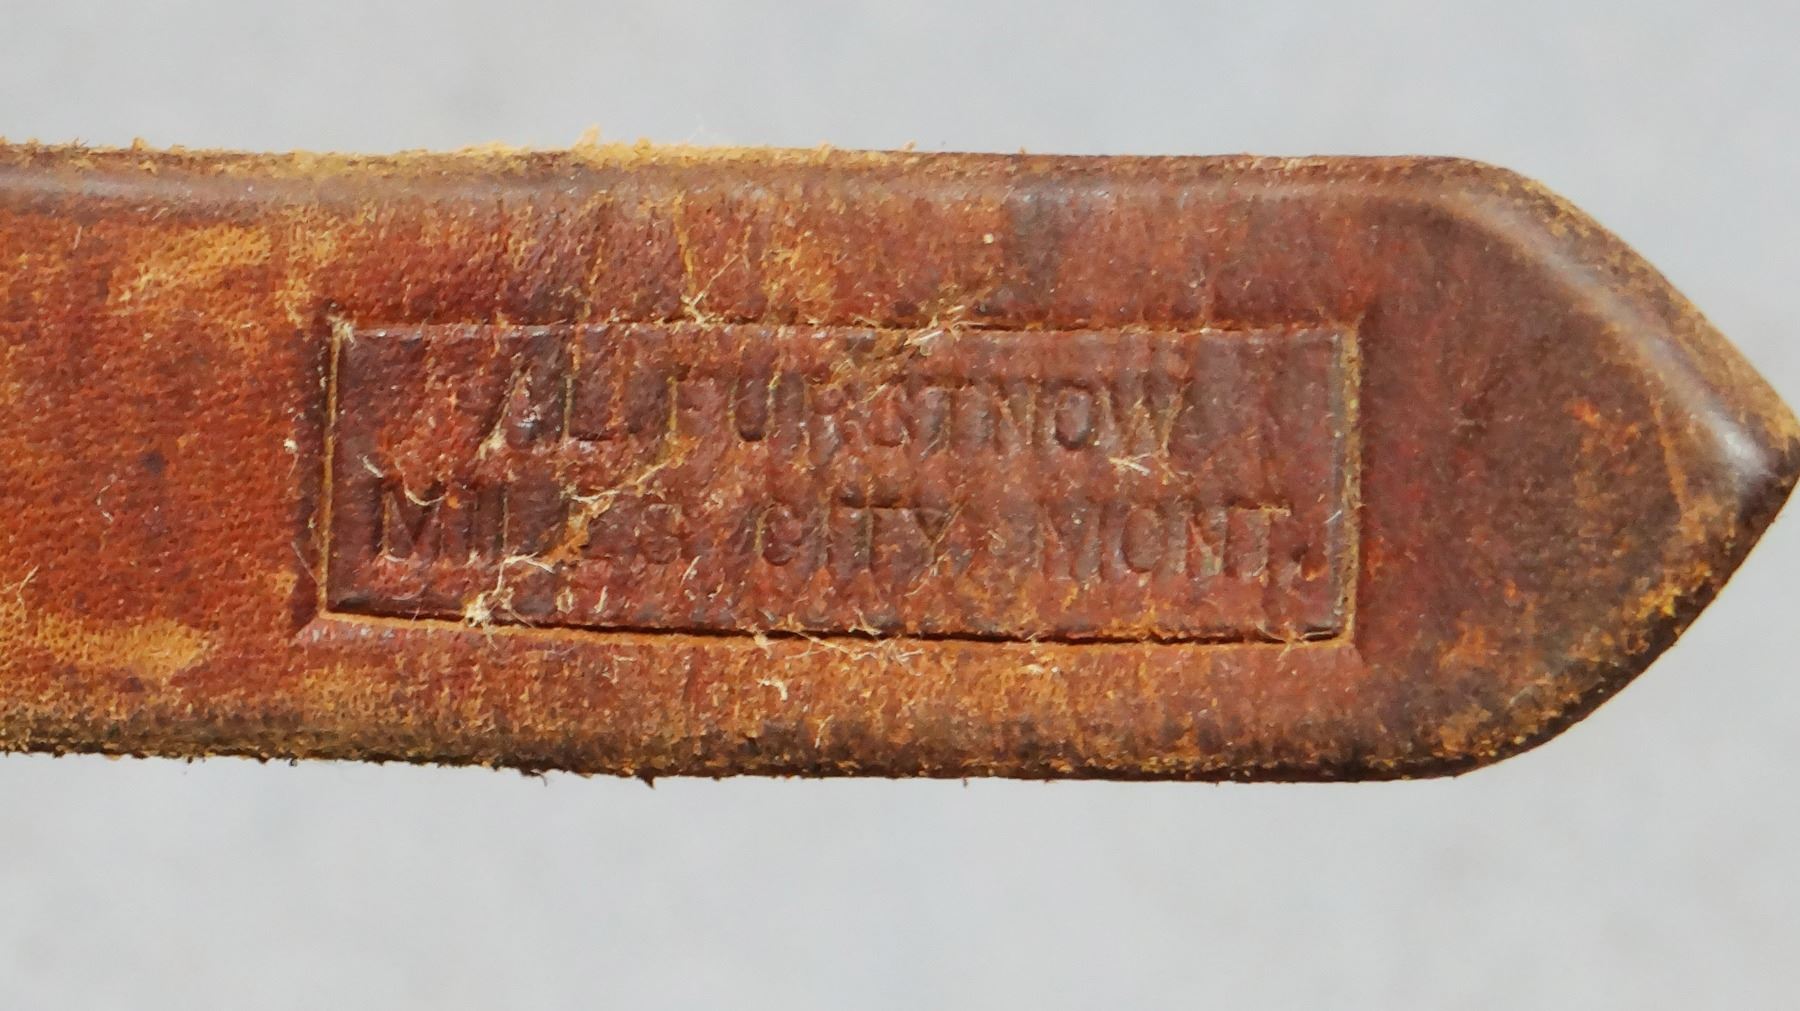 AL FURSTNOW
MILES CITY, MONT.